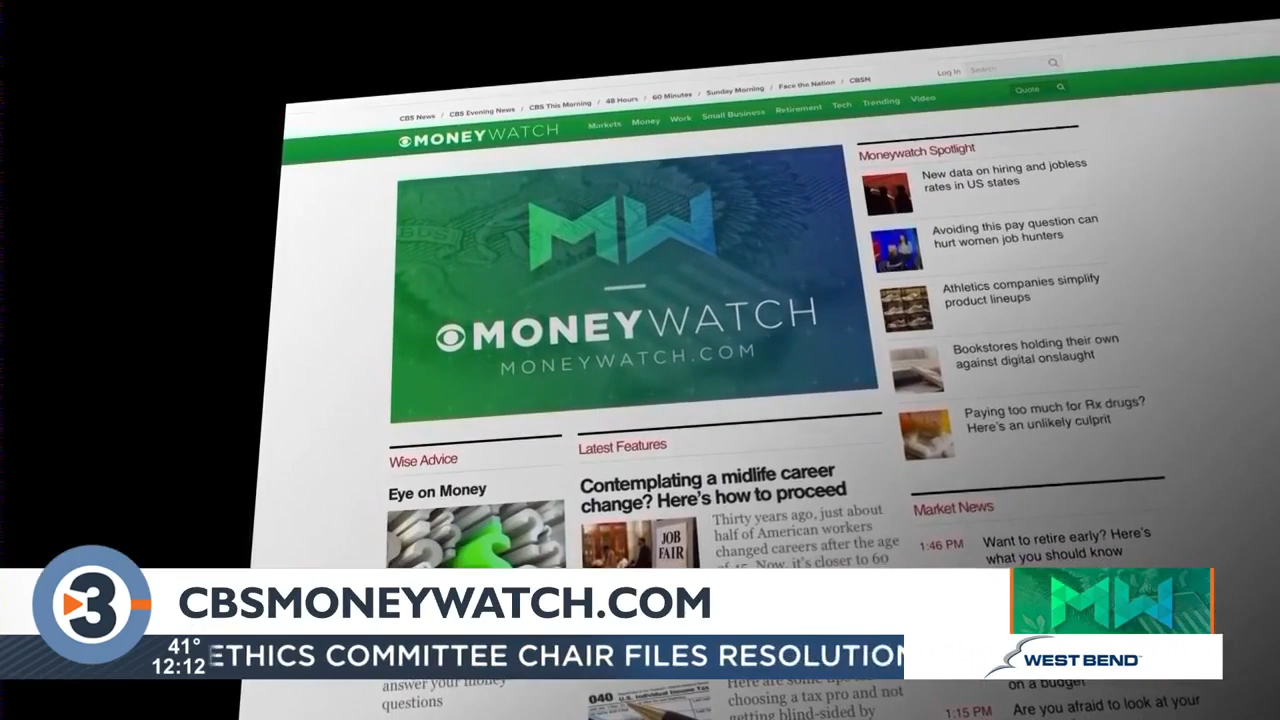 CBS News / CBS Evening News / CBS This Morning / 48 Hours / 60 Minutes / Sunday Morning / Face the Nation / CBSN
Log In Search
MONEYWATCH Markets Money Work Small Business Retirement Tech Trending Video Quote
MW
MONEYWATCH
MONEYWATCH.COM
Moneywatch Spotlight
New data on hiring and jobless
rates in US states
Avoiding this pay question can
hurt women job hunters
Athletics companies simplify
product lineups
Bookstores holding their own
against digital onslaught
Paying too much for Rx drugs?
Here's an unlikely culprit
Wise Advice
Eye on Money
Latest Features
Contemplating a midlife career
change? Here's how to proceed
JOB
FAIR
Thirty years ago, just about
half of American workers
changed careers after the age
of 45. Now, it's closer to 60
Market News
1:46 PM Want to retire early? Here's
what you should know
on a budget
1:15 PM Are you afraid to look at your
answer your money
questions
choosing a tax pro and not
getting blind-sided by
3
CBSMONEYWATCH.COM
MW
41°
12:12
ETHICS COMMITTEE CHAIR FILES RESOLUTION
WEST BEND